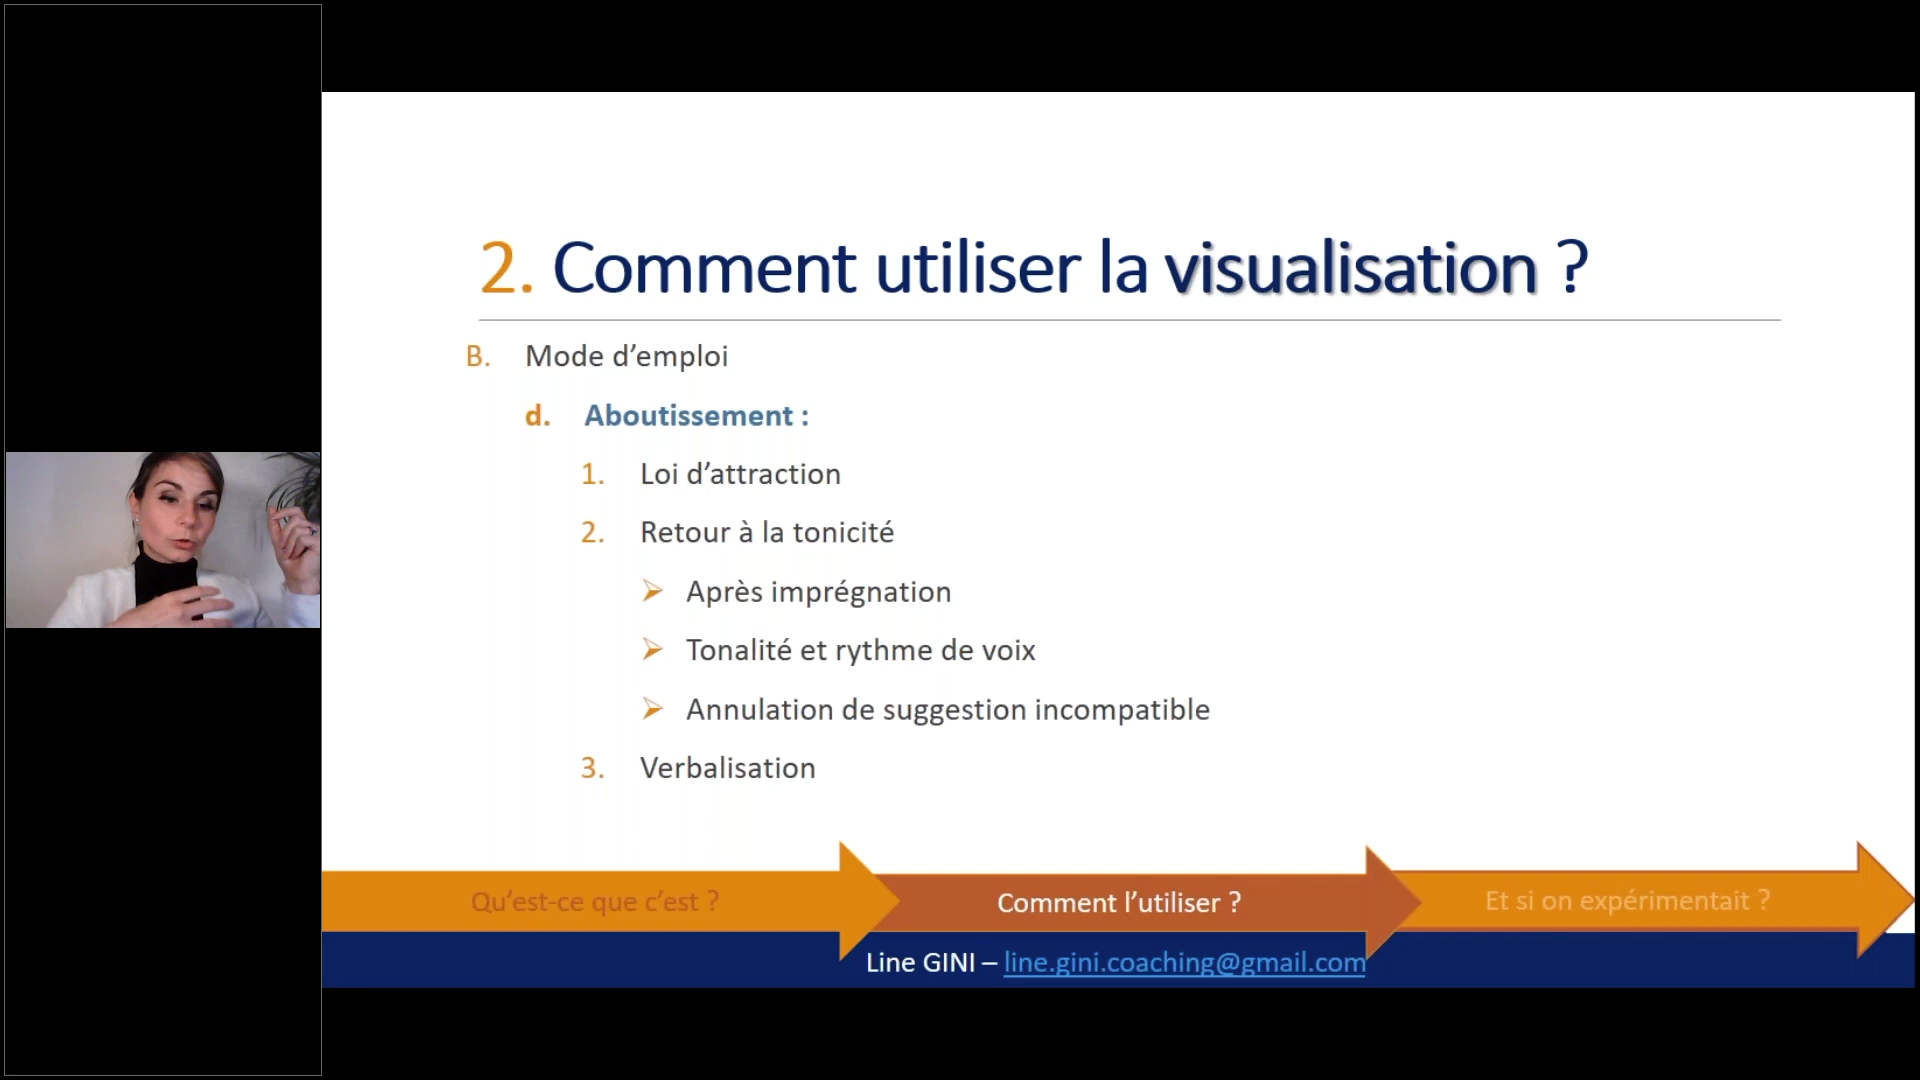 2. Comment utiliser la visualisation ?
B. Mode d’emploi
d. Aboutissement :
1. Loi d’attraction
2. Retour à la tonicité
➢ Après imprégnation
➢ Tonalité et rythme de voix
➢ Annulation de suggestion incompatible
3. Verbalisation
Qu’est-ce que c’est ?
Comment l’utiliser ?
Et si on expérimentait ?
Line GINI – line.gini.coaching@gmail.com